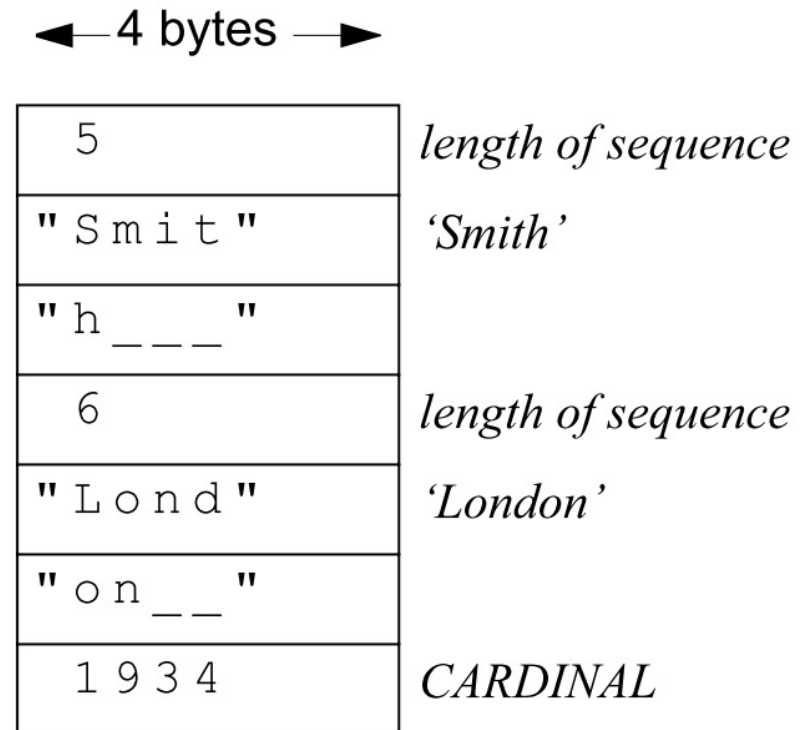 4 bytes
5 length of sequence
"Smit" ‘Smith’
"h___"
6 length of sequence
"Lond" ‘London’
"on__"
1934 CARDINAL